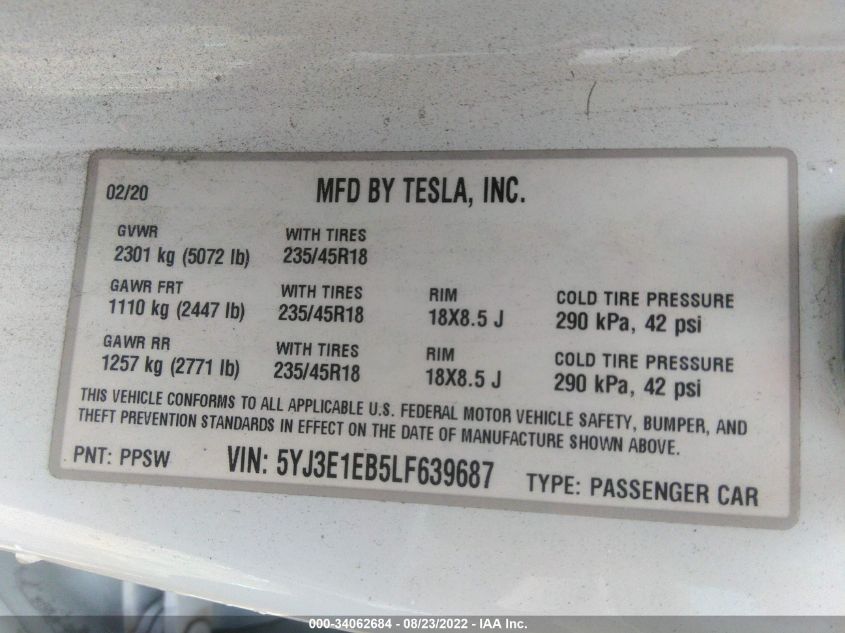 02/20 MFD BY TESLA, INC.
GVWR WITH TIRES
2301 kg (5072 lb) 235/45R18
GAWR FRT WITH TIRES RIM COLD TIRE PRESSURE
1110 kg (2447 lb) 235/45R18 18X8.5 J 290 kPa, 42 psi
GAWR RR WITH TIRES RIM COLD TIRE PRESSURE
1257 kg (2771 lb) 235/45R18 18X8.5 J 290 kPa, 42 psi
THIS VEHICLE CONFORMS TO ALL APPLICABLE U.S. FEDERAL MOTOR VEHICLE SAFETY, BUMPER, AND
THEFT PREVENTION STANDARDS IN EFFECT ON THE DATE OF MANUFACTURE SHOWN ABOVE.
PNT: PPSW VIN: 5YJ3E1EB5LF639687 TYPE: PASSENGER CAR
000-34062684 - 08/23/2022 - IAA Inc.